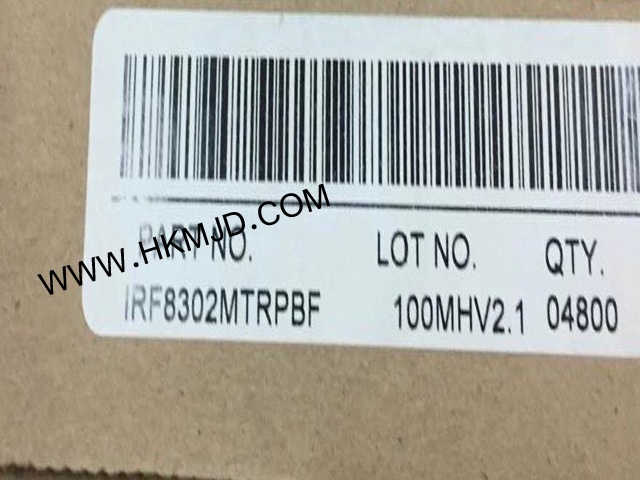 PART NO. LOT NO. QTY.
IRF8302MTRPBF 100MHV2.1 04800
WWW.HKMJD.COM